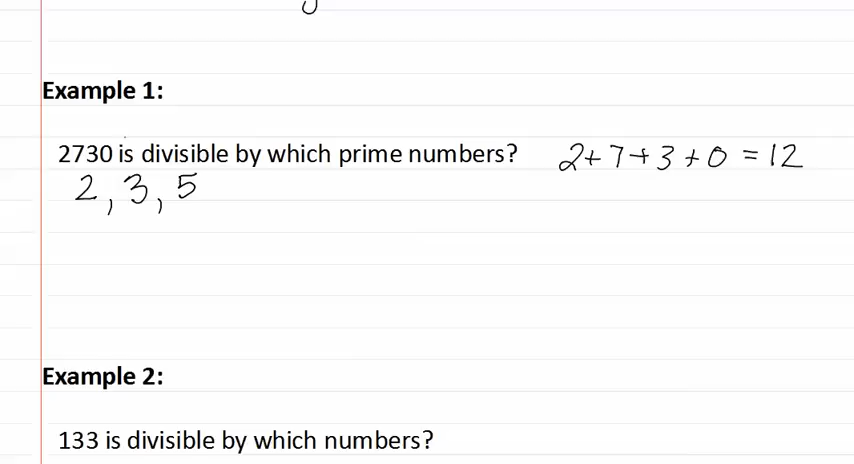 Example 1:
2730 is divisible by which prime numbers? 2+7+3+0=12
2, 3, 5
Example 2:
133 is divisible by which numbers?